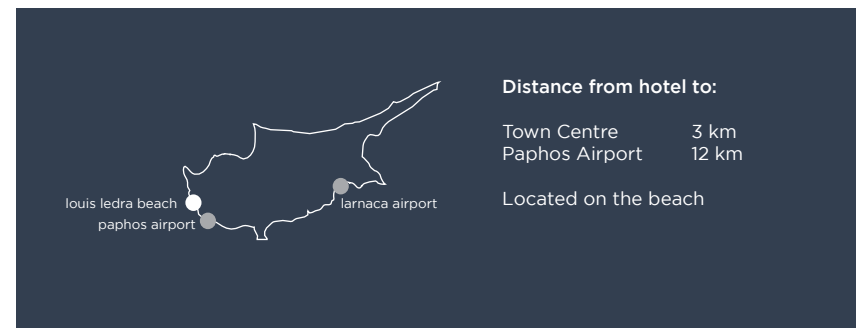 louis ledra beach
paphos airport
larnaca airport
Distance from hotel to:
Town Centre 3 km
Paphos Airport 12 km
Located on the beach